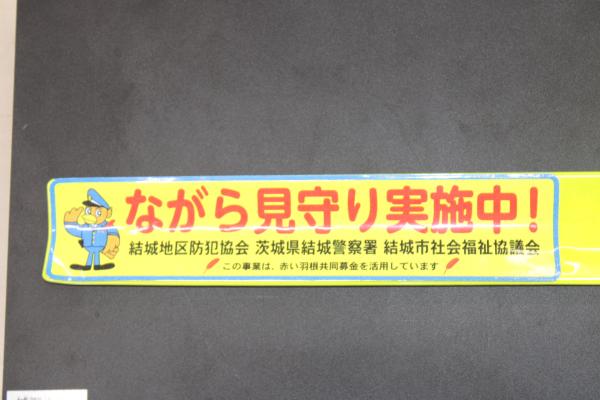 ながら見守り実施中!
結城地区防犯協会 茨城県結城警察署 結城市社会福祉協議会
この事業は、赤い羽根共同募金を活用しています